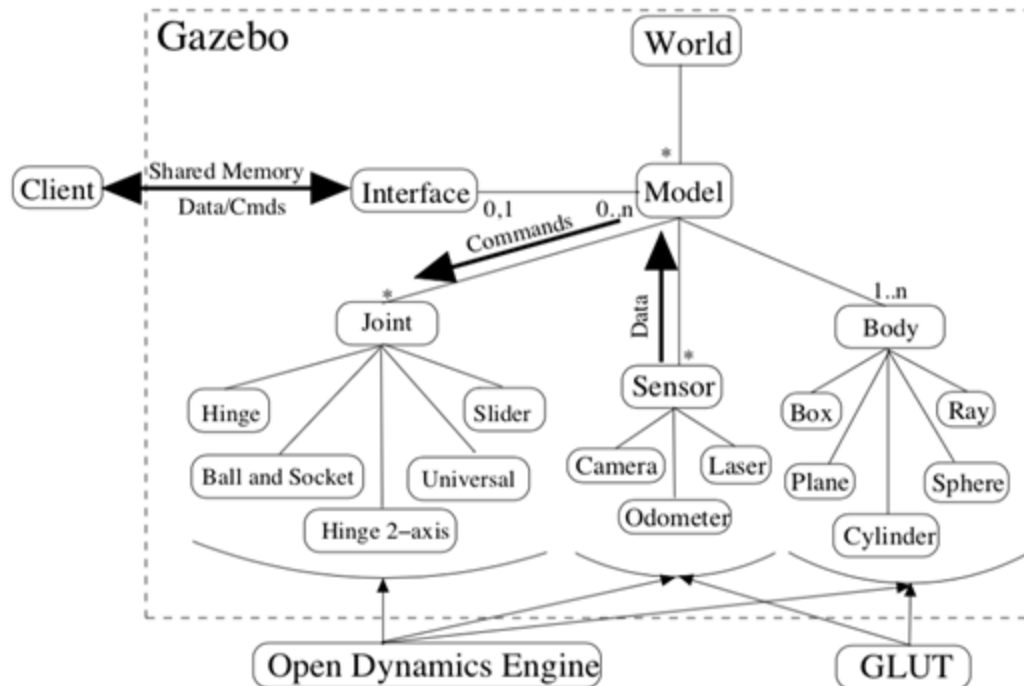 Gazebo
World
*
Client
Shared Memory
Data/Cmds
Interface
0,1
0..n
Model
Commands
Data
*
Joint
*
Sensor
1..n
Body
Hinge
Slider
Ball and Socket
Universal
Hinge 2-axis
Camera
Laser
Odometer
Box
Ray
Plane
Sphere
Cylinder
Open Dynamics Engine
GLUT